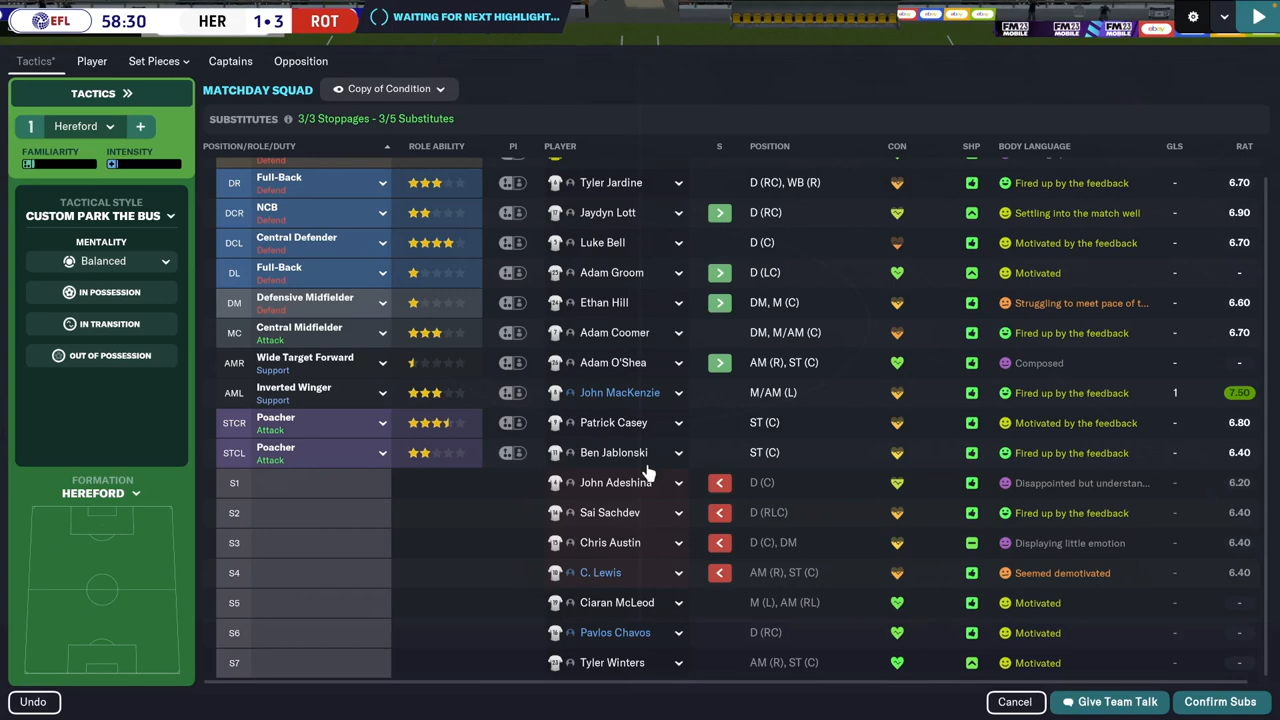 EFL 58:30 HER 1 • 3 ROT WAITING FOR NEXT HIGHLIGHT... ebay FM23 MOBILE ebay
Tactics* Player Set Pieces Captains Opposition
TACTICS
1 Hereford +
FAMILIARITY INTENSITY
TACTICAL STYLE
CUSTOM PARK THE BUS
MENTALITY
Balanced
IN POSSESSION
IN TRANSITION
OUT OF POSSESSION
FORMATION
HEREFORD
MATCHDAY SQUAD Copy of Condition
SUBSTITUTES 3/3 Stoppages - 3/5 Substitutes
POSITION/ROLE/DUTY ROLE ABILITY PI PLAYER S POSITION CON SHP BODY LANGUAGE GLS RAT
Defend
DR Full-Back Defend Tyler Jardine D (RC), WB (R) Fired up by the feedback - 6.70
DCR NCB Defend Jaydyn Lott D (RC) Settling into the match well - 6.90
DCL Central Defender Defend Luke Bell D (C) Motivated by the feedback - 6.70
DL Full-Back Defend Adam Groom D (LC) Motivated - -
DM Defensive Midfielder Defend Ethan Hill DM, M (C) Struggling to meet pace of t... - 6.60
MC Central Midfielder Attack Adam Coomer DM, M/AM (C) Fired up by the feedback - 6.70
AMR Wide Target Forward Support Adam O'Shea AM (R), ST (C) Composed - -
AML Inverted Winger Support John MacKenzie M/AM (L) Fired up by the feedback 1 7.50
STCR Poacher Attack Patrick Casey ST (C) Motivated by the feedback - 6.80
STCL Poacher Attack Ben Jablonski ST (C) Fired up by the feedback - 6.40
S1 John Adeshina D (C) Disappointed but understan... - 6.20
S2 Sai Sachdev D (RLC) Fired up by the feedback - 6.40
S3 Chris Austin D (C), DM Displaying little emotion - 6.40
S4 C. Lewis AM (R), ST (C) Seemed demotivated - 6.40
S5 Ciaran McLeod M (L), AM (RL) Motivated - -
S6 Pavlos Chavos D (RC) Motivated - -
S7 Tyler Winters AM (R), ST (C) Motivated - -
Undo Cancel Give Team Talk Confirm Subs